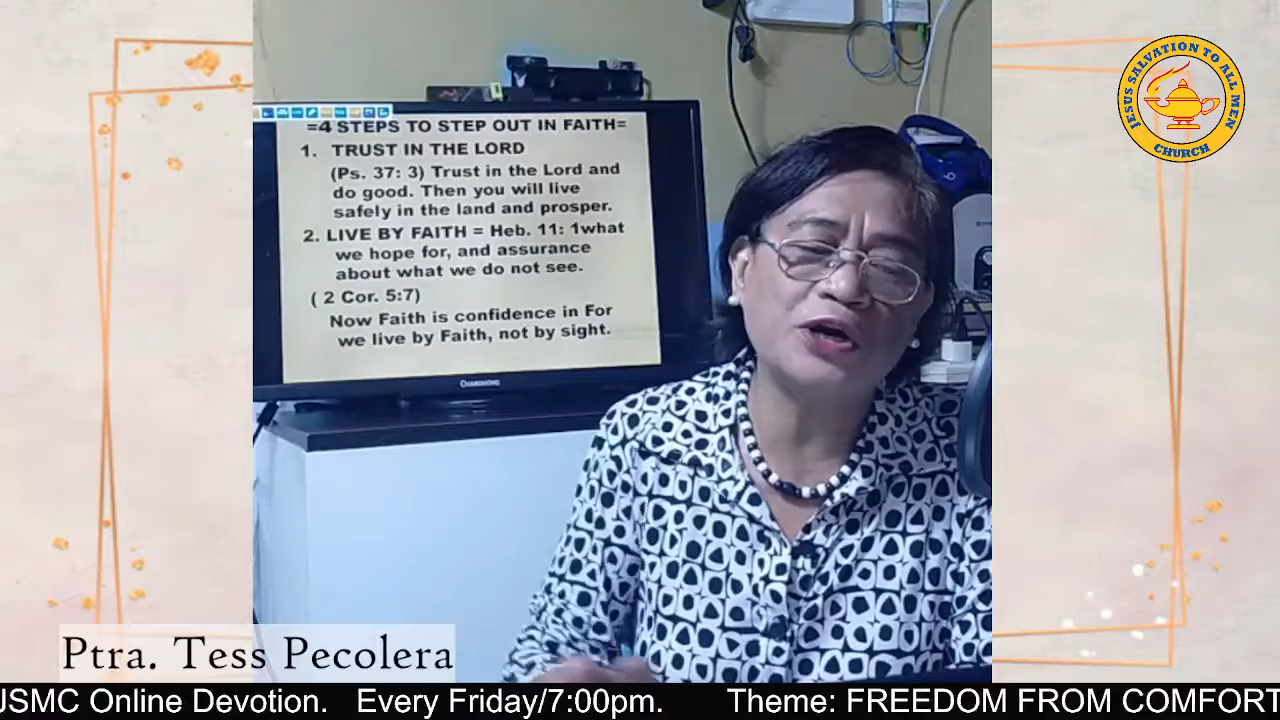 =4 STEPS TO STEP OUT IN FAITH=
1. TRUST IN THE LORD
(Ps. 37: 3) Trust in the Lord and
do good. Then you will live
safely in the land and prosper.
2. LIVE BY FAITH = Heb. 11: 1what
we hope for, and assurance
about what we do not see.
( 2 Cor. 5:7)
Now Faith is confidence in For
we live by Faith, not by sight.
CHANGHONG
JESUS SALVATION TO ALL MEN
CHURCH
Ptra. Tess Pecolera
JSMC Online Devotion. Every Friday/7:00pm. Theme: FREEDOM FROM COMFORT